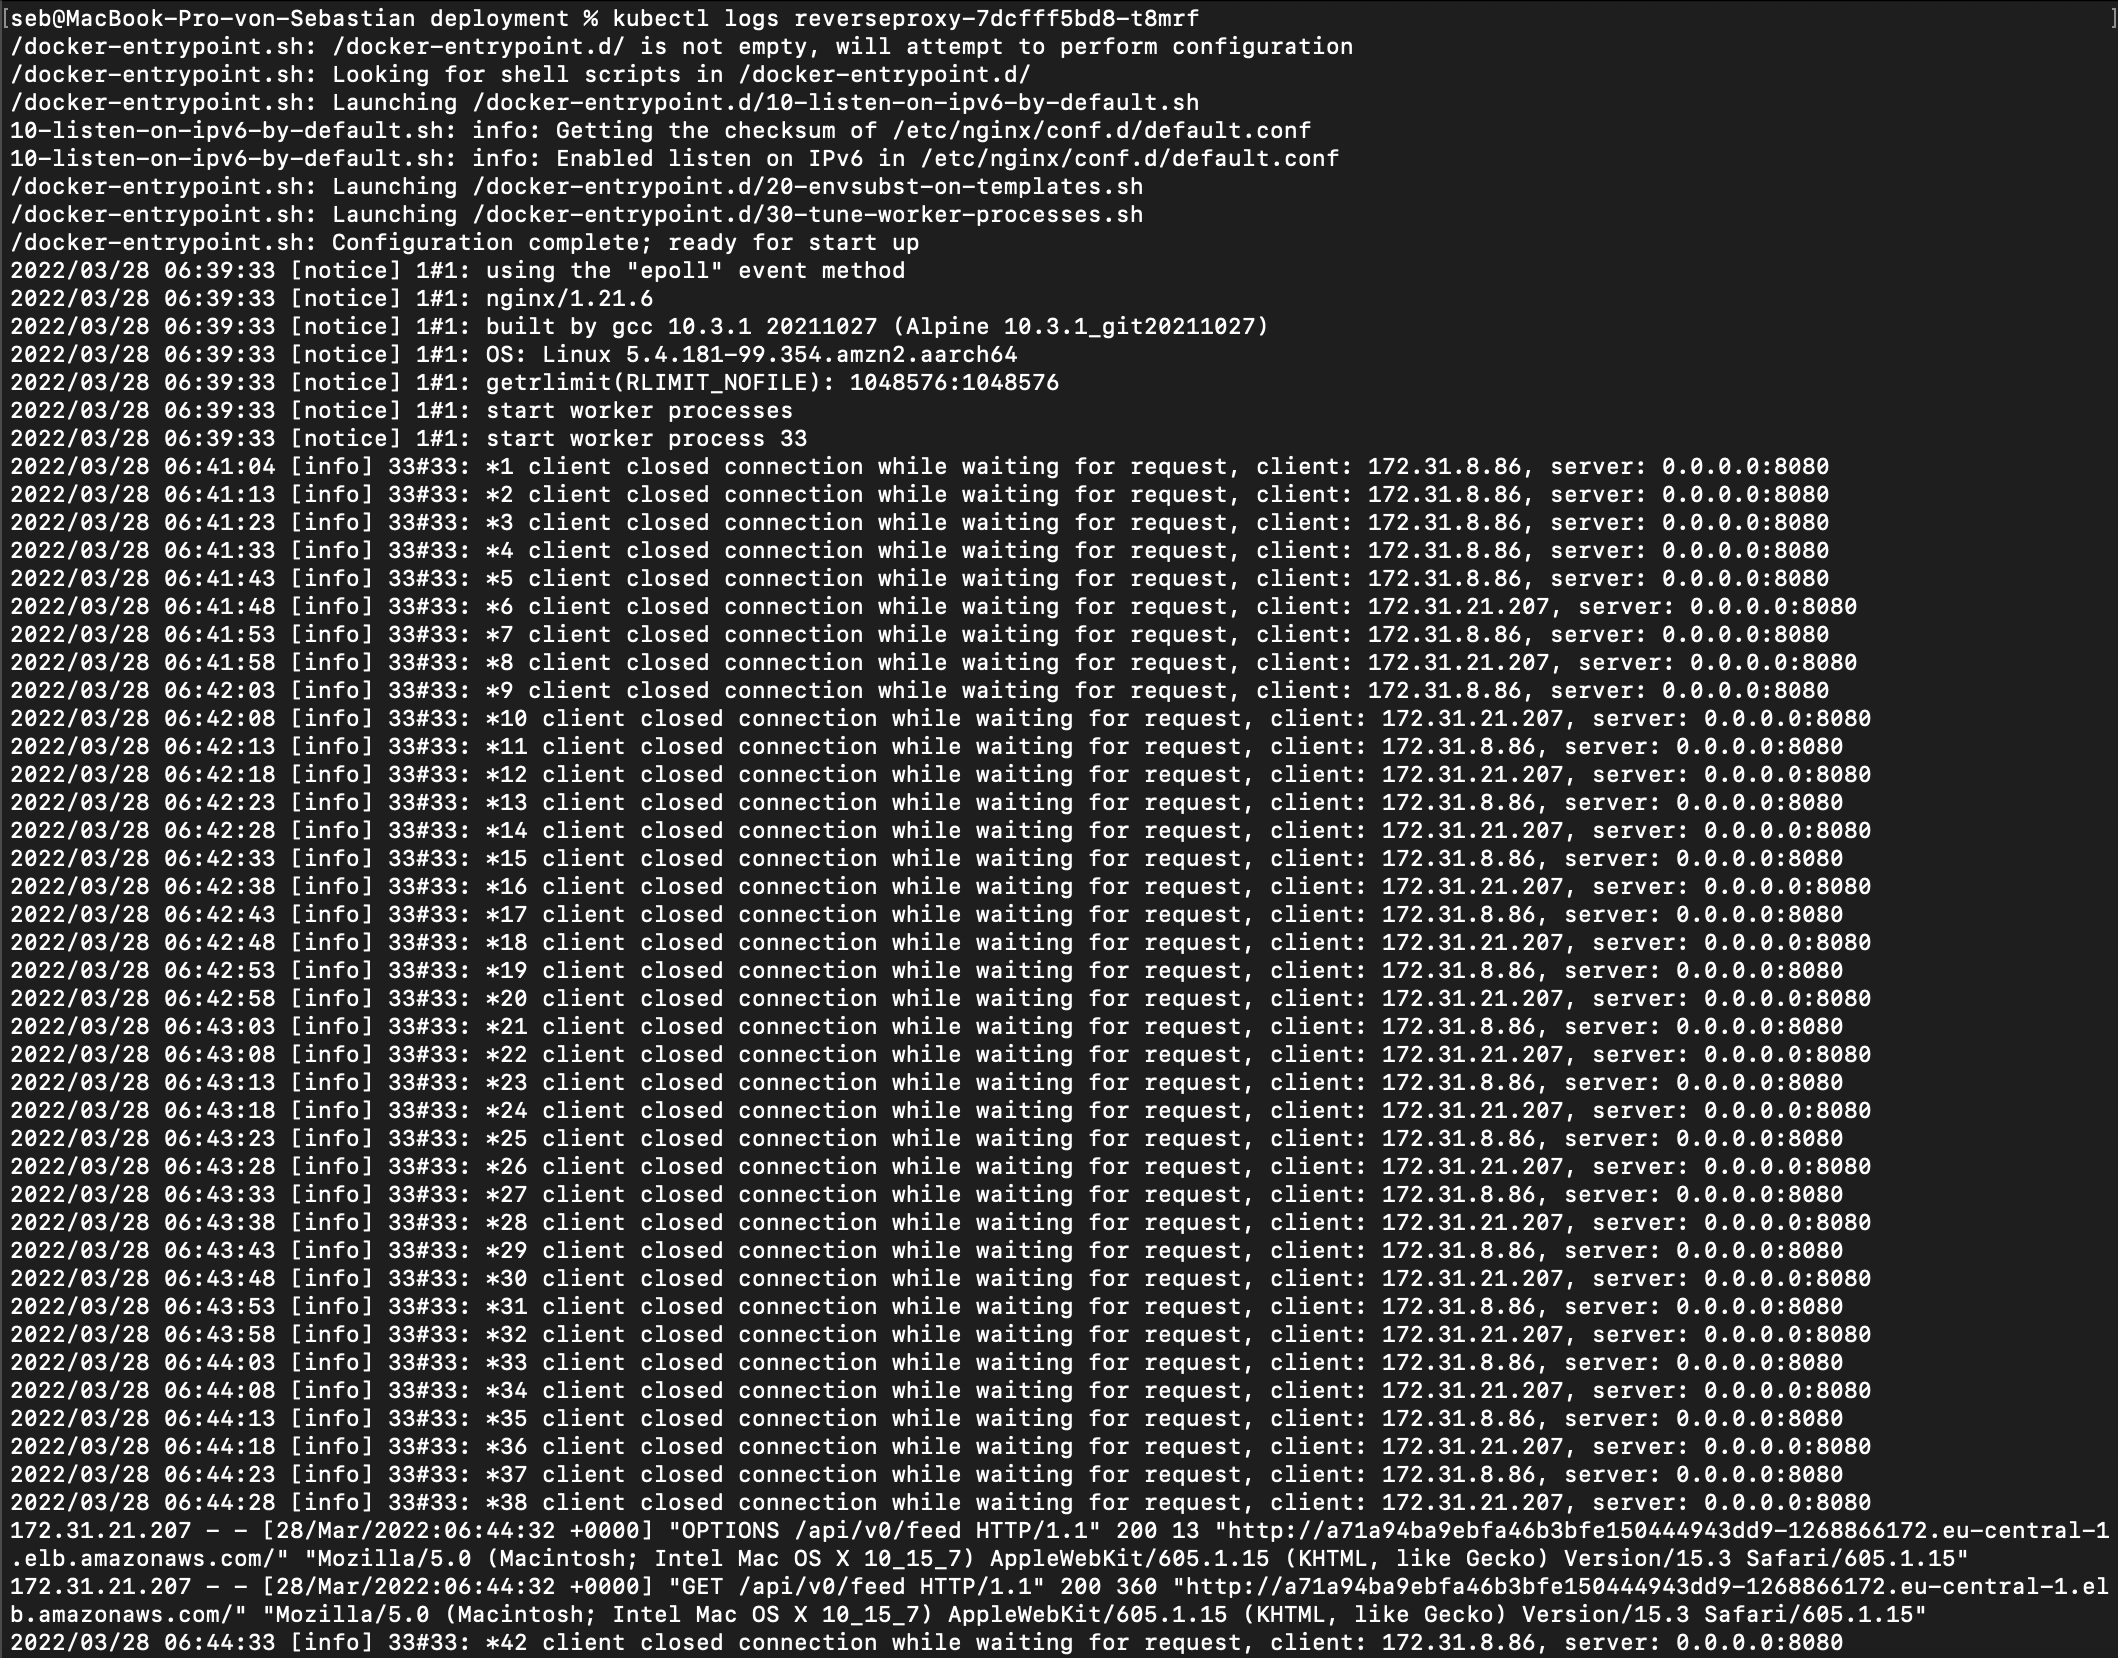 [seb@MacBook-Pro-von-Sebastian deployment % kubectl logs reverseproxy-7dcfff5bd8-t8mrf ]
/docker-entrypoint.sh: /docker-entrypoint.d/ is not empty, will attempt to perform configuration
/docker-entrypoint.sh: Looking for shell scripts in /docker-entrypoint.d/
/docker-entrypoint.sh: Launching /docker-entrypoint.d/10-listen-on-ipv6-by-default.sh
10-listen-on-ipv6-by-default.sh: info: Getting the checksum of /etc/nginx/conf.d/default.conf
10-listen-on-ipv6-by-default.sh: info: Enabled listen on IPv6 in /etc/nginx/conf.d/default.conf
/docker-entrypoint.sh: Launching /docker-entrypoint.d/20-envsubst-on-templates.sh
/docker-entrypoint.sh: Launching /docker-entrypoint.d/30-tune-worker-processes.sh
/docker-entrypoint.sh: Configuration complete; ready for start up
2022/03/28 06:39:33 [notice] 1#1: using the "epoll" event method
2022/03/28 06:39:33 [notice] 1#1: nginx/1.21.6
2022/03/28 06:39:33 [notice] 1#1: built by gcc 10.3.1 20211027 (Alpine 10.3.1_git20211027)
2022/03/28 06:39:33 [notice] 1#1: OS: Linux 5.4.181-99.354.amzn2.aarch64
2022/03/28 06:39:33 [notice] 1#1: getrlimit(RLIMIT_NOFILE): 1048576:1048576
2022/03/28 06:39:33 [notice] 1#1: start worker processes
2022/03/28 06:39:33 [notice] 1#1: start worker process 33
2022/03/28 06:41:04 [info] 33#33: *1 client closed connection while waiting for request, client: 172.31.8.86, server: 0.0.0.0:8080
2022/03/28 06:41:13 [info] 33#33: *2 client closed connection while waiting for request, client: 172.31.8.86, server: 0.0.0.0:8080
2022/03/28 06:41:23 [info] 33#33: *3 client closed connection while waiting for request, client: 172.31.8.86, server: 0.0.0.0:8080
2022/03/28 06:41:33 [info] 33#33: *4 client closed connection while waiting for request, client: 172.31.8.86, server: 0.0.0.0:8080
2022/03/28 06:41:43 [info] 33#33: *5 client closed connection while waiting for request, client: 172.31.8.86, server: 0.0.0.0:8080
2022/03/28 06:41:48 [info] 33#33: *6 client closed connection while waiting for request, client: 172.31.21.207, server: 0.0.0.0:8080
2022/03/28 06:41:53 [info] 33#33: *7 client closed connection while waiting for request, client: 172.31.8.86, server: 0.0.0.0:8080
2022/03/28 06:41:58 [info] 33#33: *8 client closed connection while waiting for request, client: 172.31.21.207, server: 0.0.0.0:8080
2022/03/28 06:42:03 [info] 33#33: *9 client closed connection while waiting for request, client: 172.31.8.86, server: 0.0.0.0:8080
2022/03/28 06:42:08 [info] 33#33: *10 client closed connection while waiting for request, client: 172.31.21.207, server: 0.0.0.0:8080
2022/03/28 06:42:13 [info] 33#33: *11 client closed connection while waiting for request, client: 172.31.8.86, server: 0.0.0.0:8080
2022/03/28 06:42:18 [info] 33#33: *12 client closed connection while waiting for request, client: 172.31.21.207, server: 0.0.0.0:8080
2022/03/28 06:42:23 [info] 33#33: *13 client closed connection while waiting for request, client: 172.31.8.86, server: 0.0.0.0:8080
2022/03/28 06:42:28 [info] 33#33: *14 client closed connection while waiting for request, client: 172.31.21.207, server: 0.0.0.0:8080
2022/03/28 06:42:33 [info] 33#33: *15 client closed connection while waiting for request, client: 172.31.8.86, server: 0.0.0.0:8080
2022/03/28 06:42:38 [info] 33#33: *16 client closed connection while waiting for request, client: 172.31.21.207, server: 0.0.0.0:8080
2022/03/28 06:42:43 [info] 33#33: *17 client closed connection while waiting for request, client: 172.31.8.86, server: 0.0.0.0:8080
2022/03/28 06:42:48 [info] 33#33: *18 client closed connection while waiting for request, client: 172.31.21.207, server: 0.0.0.0:8080
2022/03/28 06:42:53 [info] 33#33: *19 client closed connection while waiting for request, client: 172.31.8.86, server: 0.0.0.0:8080
2022/03/28 06:42:58 [info] 33#33: *20 client closed connection while waiting for request, client: 172.31.21.207, server: 0.0.0.0:8080
2022/03/28 06:43:03 [info] 33#33: *21 client closed connection while waiting for request, client: 172.31.8.86, server: 0.0.0.0:8080
2022/03/28 06:43:08 [info] 33#33: *22 client closed connection while waiting for request, client: 172.31.21.207, server: 0.0.0.0:8080
2022/03/28 06:43:13 [info] 33#33: *23 client closed connection while waiting for request, client: 172.31.8.86, server: 0.0.0.0:8080
2022/03/28 06:43:18 [info] 33#33: *24 client closed connection while waiting for request, client: 172.31.21.207, server: 0.0.0.0:8080
2022/03/28 06:43:23 [info] 33#33: *25 client closed connection while waiting for request, client: 172.31.8.86, server: 0.0.0.0:8080
2022/03/28 06:43:28 [info] 33#33: *26 client closed connection while waiting for request, client: 172.31.21.207, server: 0.0.0.0:8080
2022/03/28 06:43:33 [info] 33#33: *27 client closed connection while waiting for request, client: 172.31.8.86, server: 0.0.0.0:8080
2022/03/28 06:43:38 [info] 33#33: *28 client closed connection while waiting for request, client: 172.31.21.207, server: 0.0.0.0:8080
2022/03/28 06:43:43 [info] 33#33: *29 client closed connection while waiting for request, client: 172.31.8.86, server: 0.0.0.0:8080
2022/03/28 06:43:48 [info] 33#33: *30 client closed connection while waiting for request, client: 172.31.21.207, server: 0.0.0.0:8080
2022/03/28 06:43:53 [info] 33#33: *31 client closed connection while waiting for request, client: 172.31.8.86, server: 0.0.0.0:8080
2022/03/28 06:43:58 [info] 33#33: *32 client closed connection while waiting for request, client: 172.31.21.207, server: 0.0.0.0:8080
2022/03/28 06:44:03 [info] 33#33: *33 client closed connection while waiting for request, client: 172.31.8.86, server: 0.0.0.0:8080
2022/03/28 06:44:08 [info] 33#33: *34 client closed connection while waiting for request, client: 172.31.21.207, server: 0.0.0.0:8080
2022/03/28 06:44:13 [info] 33#33: *35 client closed connection while waiting for request, client: 172.31.8.86, server: 0.0.0.0:8080
2022/03/28 06:44:18 [info] 33#33: *36 client closed connection while waiting for request, client: 172.31.21.207, server: 0.0.0.0:8080
2022/03/28 06:44:23 [info] 33#33: *37 client closed connection while waiting for request, client: 172.31.8.86, server: 0.0.0.0:8080
2022/03/28 06:44:28 [info] 33#33: *38 client closed connection while waiting for request, client: 172.31.21.207, server: 0.0.0.0:8080
172.31.21.207 - - [28/Mar/2022:06:44:32 +0000] "OPTIONS /api/v0/feed HTTP/1.1" 200 13 "http://a71a94ba9ebfa46b3bfe150444943dd9-1268866172.eu-central-1
.elb.amazonaws.com/" "Mozilla/5.0 (Macintosh; Intel Mac OS X 10_15_7) AppleWebKit/605.1.15 (KHTML, like Gecko) Version/15.3 Safari/605.1.15"
172.31.21.207 - - [28/Mar/2022:06:44:32 +0000] "GET /api/v0/feed HTTP/1.1" 200 360 "http://a71a94ba9ebfa46b3bfe150444943dd9-1268866172.eu-central-1.el
b.amazonaws.com/" "Mozilla/5.0 (Macintosh; Intel Mac OS X 10_15_7) AppleWebKit/605.1.15 (KHTML, like Gecko) Version/15.3 Safari/605.1.15"
2022/03/28 06:44:33 [info] 33#33: *42 client closed connection while waiting for request, client: 172.31.8.86, server: 0.0.0.0:8080